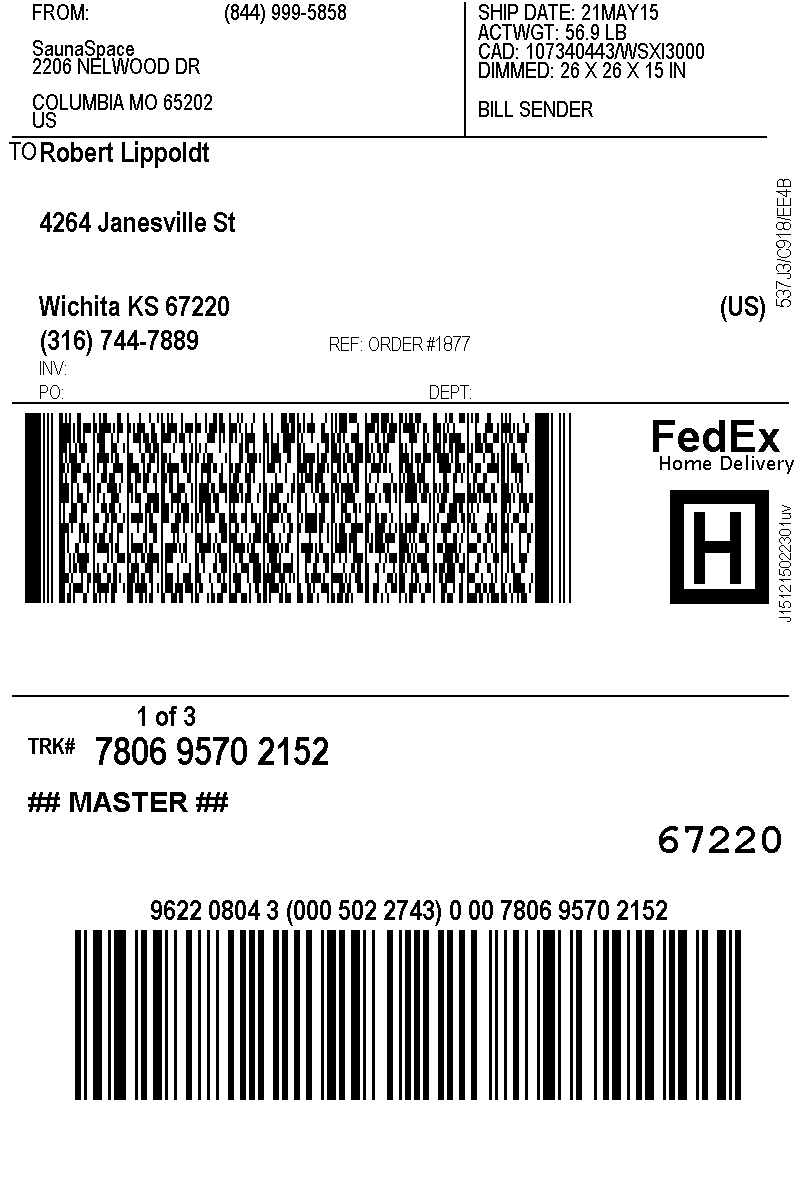 FROM: (844) 999-5858
SaunaSpace
2206 NELWOOD DR
COLUMBIA MO 65202
US
SHIP DATE: 21MAY15
ACTWGT: 56.9 LB
CAD: 107340443/WSXI3000
DIMMED: 26 X 26 X 15 IN
BILL SENDER
TO Robert Lippoldt
4264 Janesville St
Wichita KS 67220 (US)
(316) 744-7889 REF: ORDER #1877
INV:
PO: DEPT:
537J3/C918/EE4B
FedEx
Home Delivery
H
J151215022301uv
1 of 3
TRK# 7806 9570 2152
## MASTER ##
67220
9622 0804 3 (000 502 2743) 0 00 7806 9570 2152